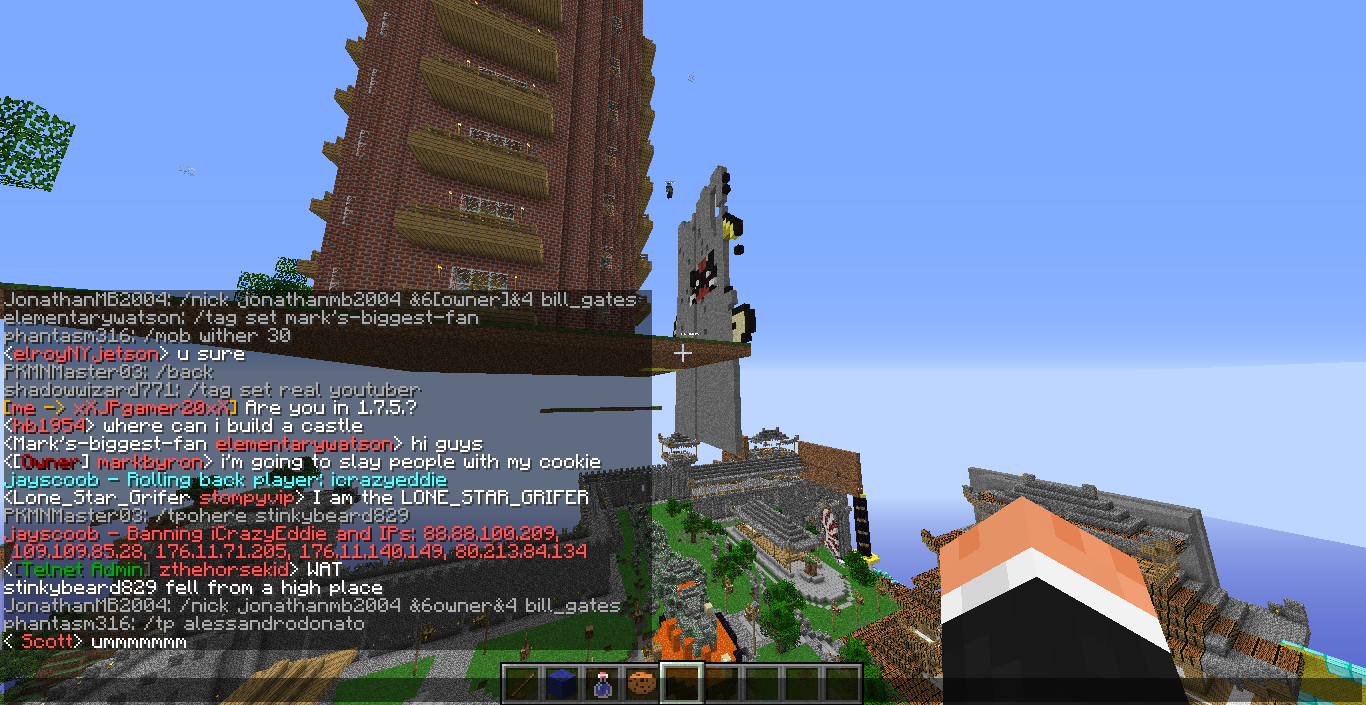 JonathanMB2004: /nick jonathanmb2004 &6[owner]&4 bill_gates
elementarywatson: /tag set mark's-biggest-fan
phantasm316: /mob wither 30
<elroyNYjetson> u sure
PKMNMaster03: /back
shadowwizard771: /tag set real youtuber
[me -> xXJPgamer20xX] Are you in 1.7.5.?
<hb1954> where can i build a castle
<Mark's-biggest-fan elementarywatson> hi guys
<[Owner] markbyron> i'm going to slay people with my cookie
jayscoob - Rolling back player: icrazyeddie
<Lone_Star_Grifer stompyvip> I am the LONE_STAR_GRIFER
PKMNMaster03: /tpohere stinkybeard829
jayscoob - Banning iCrazyEddie and IPs: 88.88.100.209,
109.109.85.28, 176.11.71.205, 176.11.140.149, 80.213.84.134
<[Telnet Admin] zthehorsekid> WAT
stinkybeard829 fell from a high place
JonathanMB2004: /nick jonathanmb2004 &6owner&4 bill_gates
phantasm316: /tp alessandrodonato
< Scott> ummmmmmm